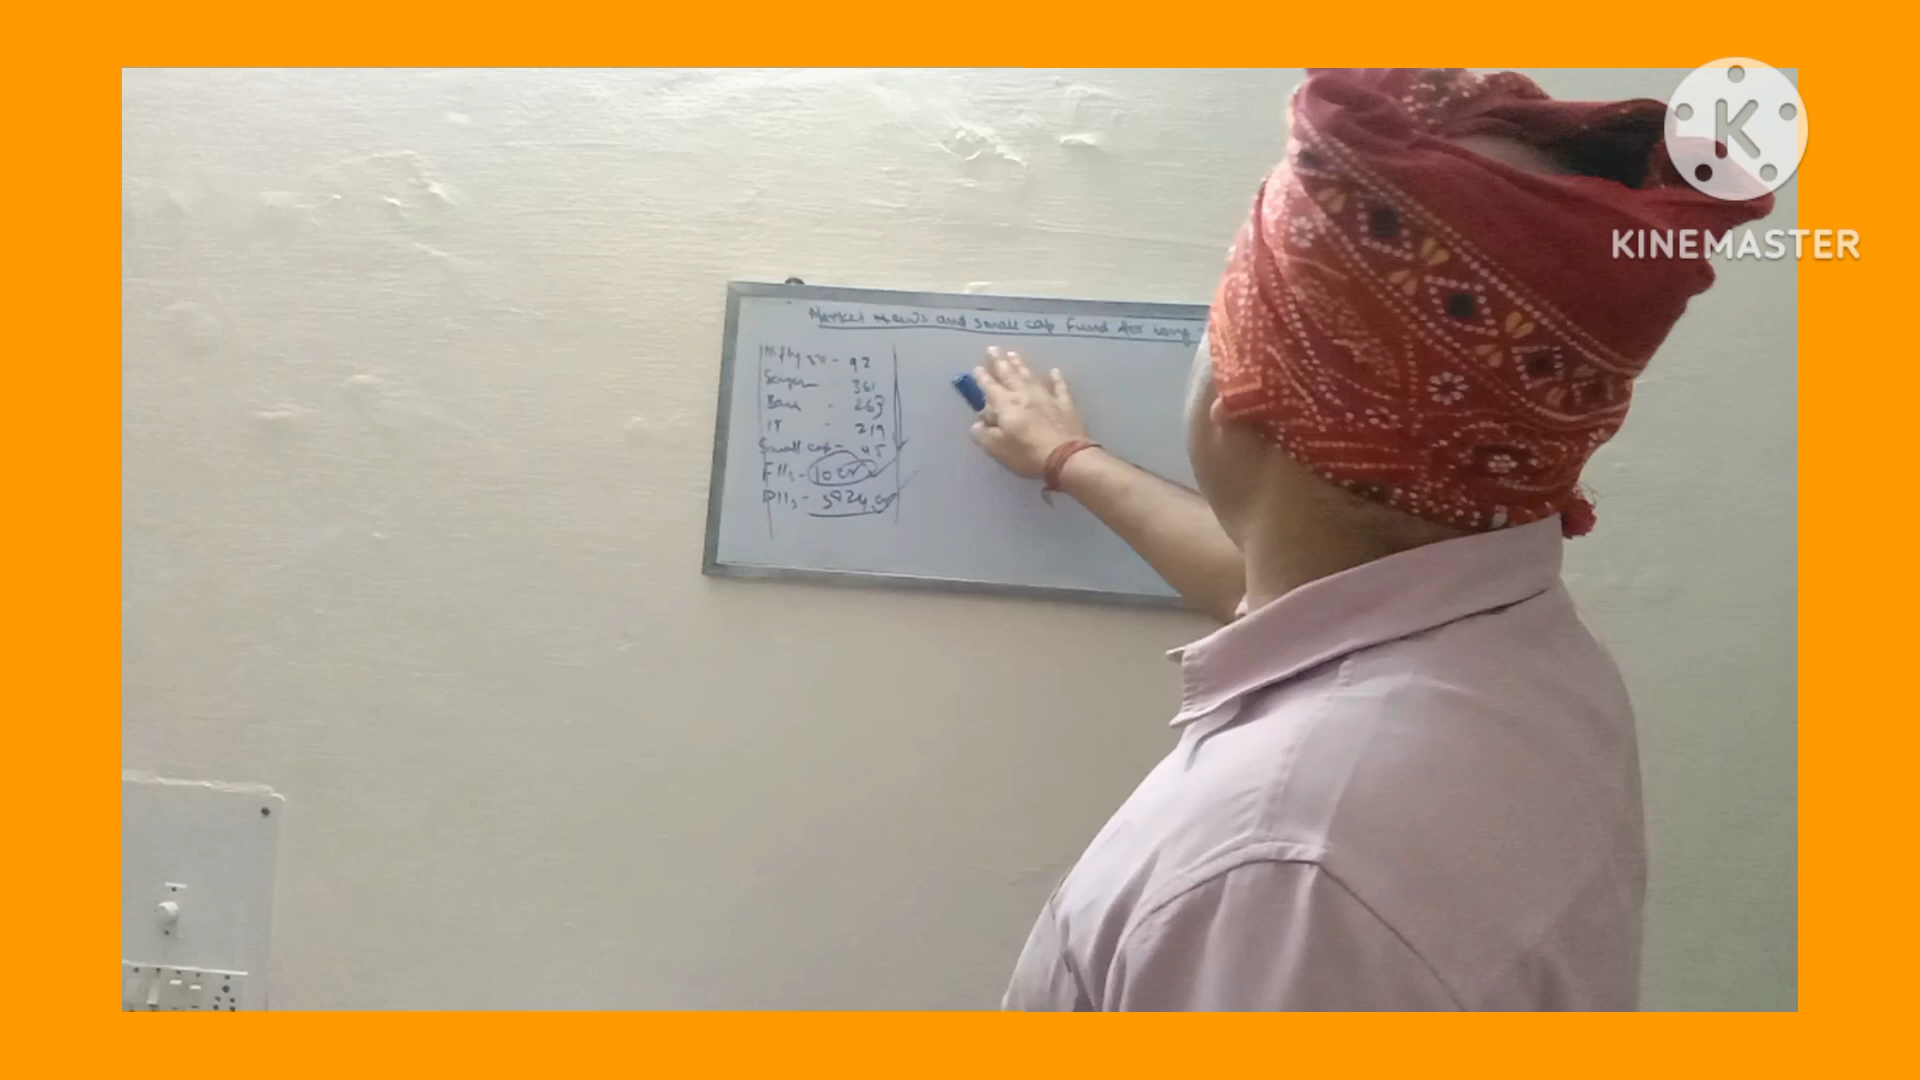 Market News and small cap Fund for long
Nifty 50 - 92
Sensex - 361
Bank - 263
IT - 219
Small cap - 45
FIIs - 10 cr
DIIs - 3924 cr
K
KINEMASTER